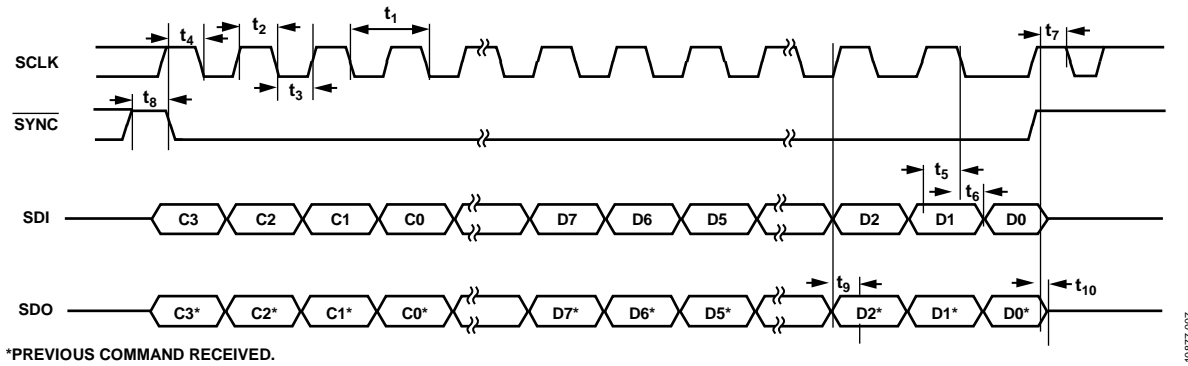 t4 t2 t1 t7
SCLK
t8 t3
SYNC
t5
t6
SDI C3 C2 C1 C0 D7 D6 D5 D2 D1 D0
t9 t10
SDO C3* C2* C1* C0* D7* D6* D5* D2* D1* D0*
*PREVIOUS COMMAND RECEIVED.